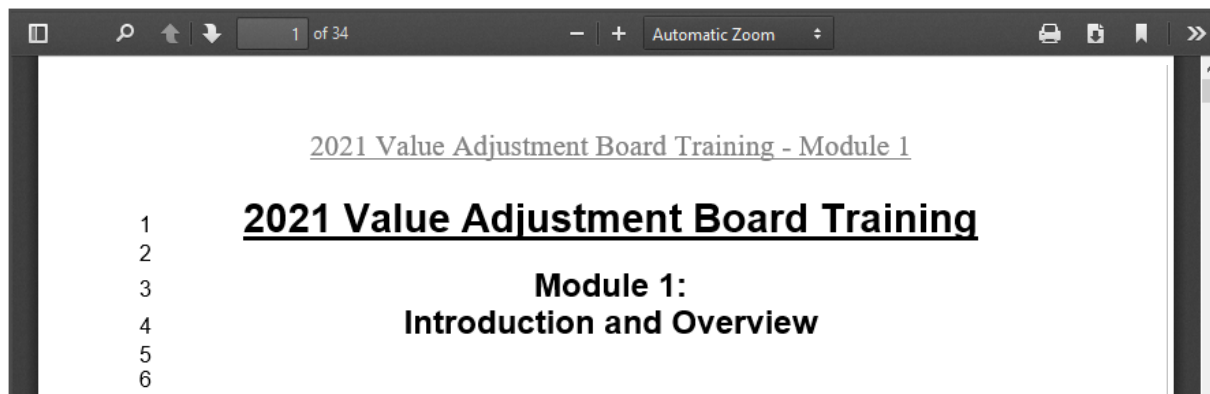 1 of 34 Automatic Zoom
2021 Value Adjustment Board Training - Module 1
1 2021 Value Adjustment Board Training
2
3 Module 1:
4 Introduction and Overview
5
6